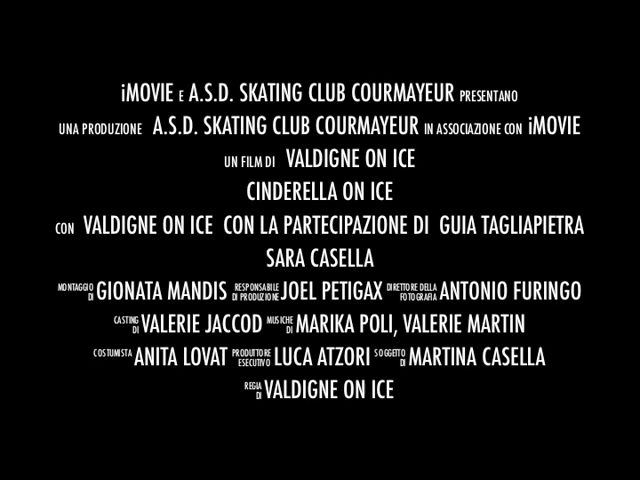 iMOVIE E A.S.D. SKATING CLUB COURMAYEUR PRESENTANO
UNA PRODUZIONE A.S.D. SKATING CLUB COURMAYEUR IN ASSOCIAZIONE CON iMOVIE
UN FILM DI VALDIGNE ON ICE
CINDERELLA ON ICE
CON VALDIGNE ON ICE CON LA PARTECIPAZIONE DI GUIA TAGLIAPIETRA
SARA CASELLA
MONTAGGIO DI GIONATA MANDIS RESPONSABILE DI PRODUZIONE JOEL PETIGAX DIRETTORE DELLA FOTOGRAFIA ANTONIO FURINGO
CASTING DI VALERIE JACCOD MUSICHE DI MARIKA POLI, VALERIE MARTIN
COSTUMISTA ANITA LOVAT PRODUTTORE ESECUTIVO LUCA ATZORI SOGGETTO DI MARTINA CASELLA
REGIA DI VALDIGNE ON ICE